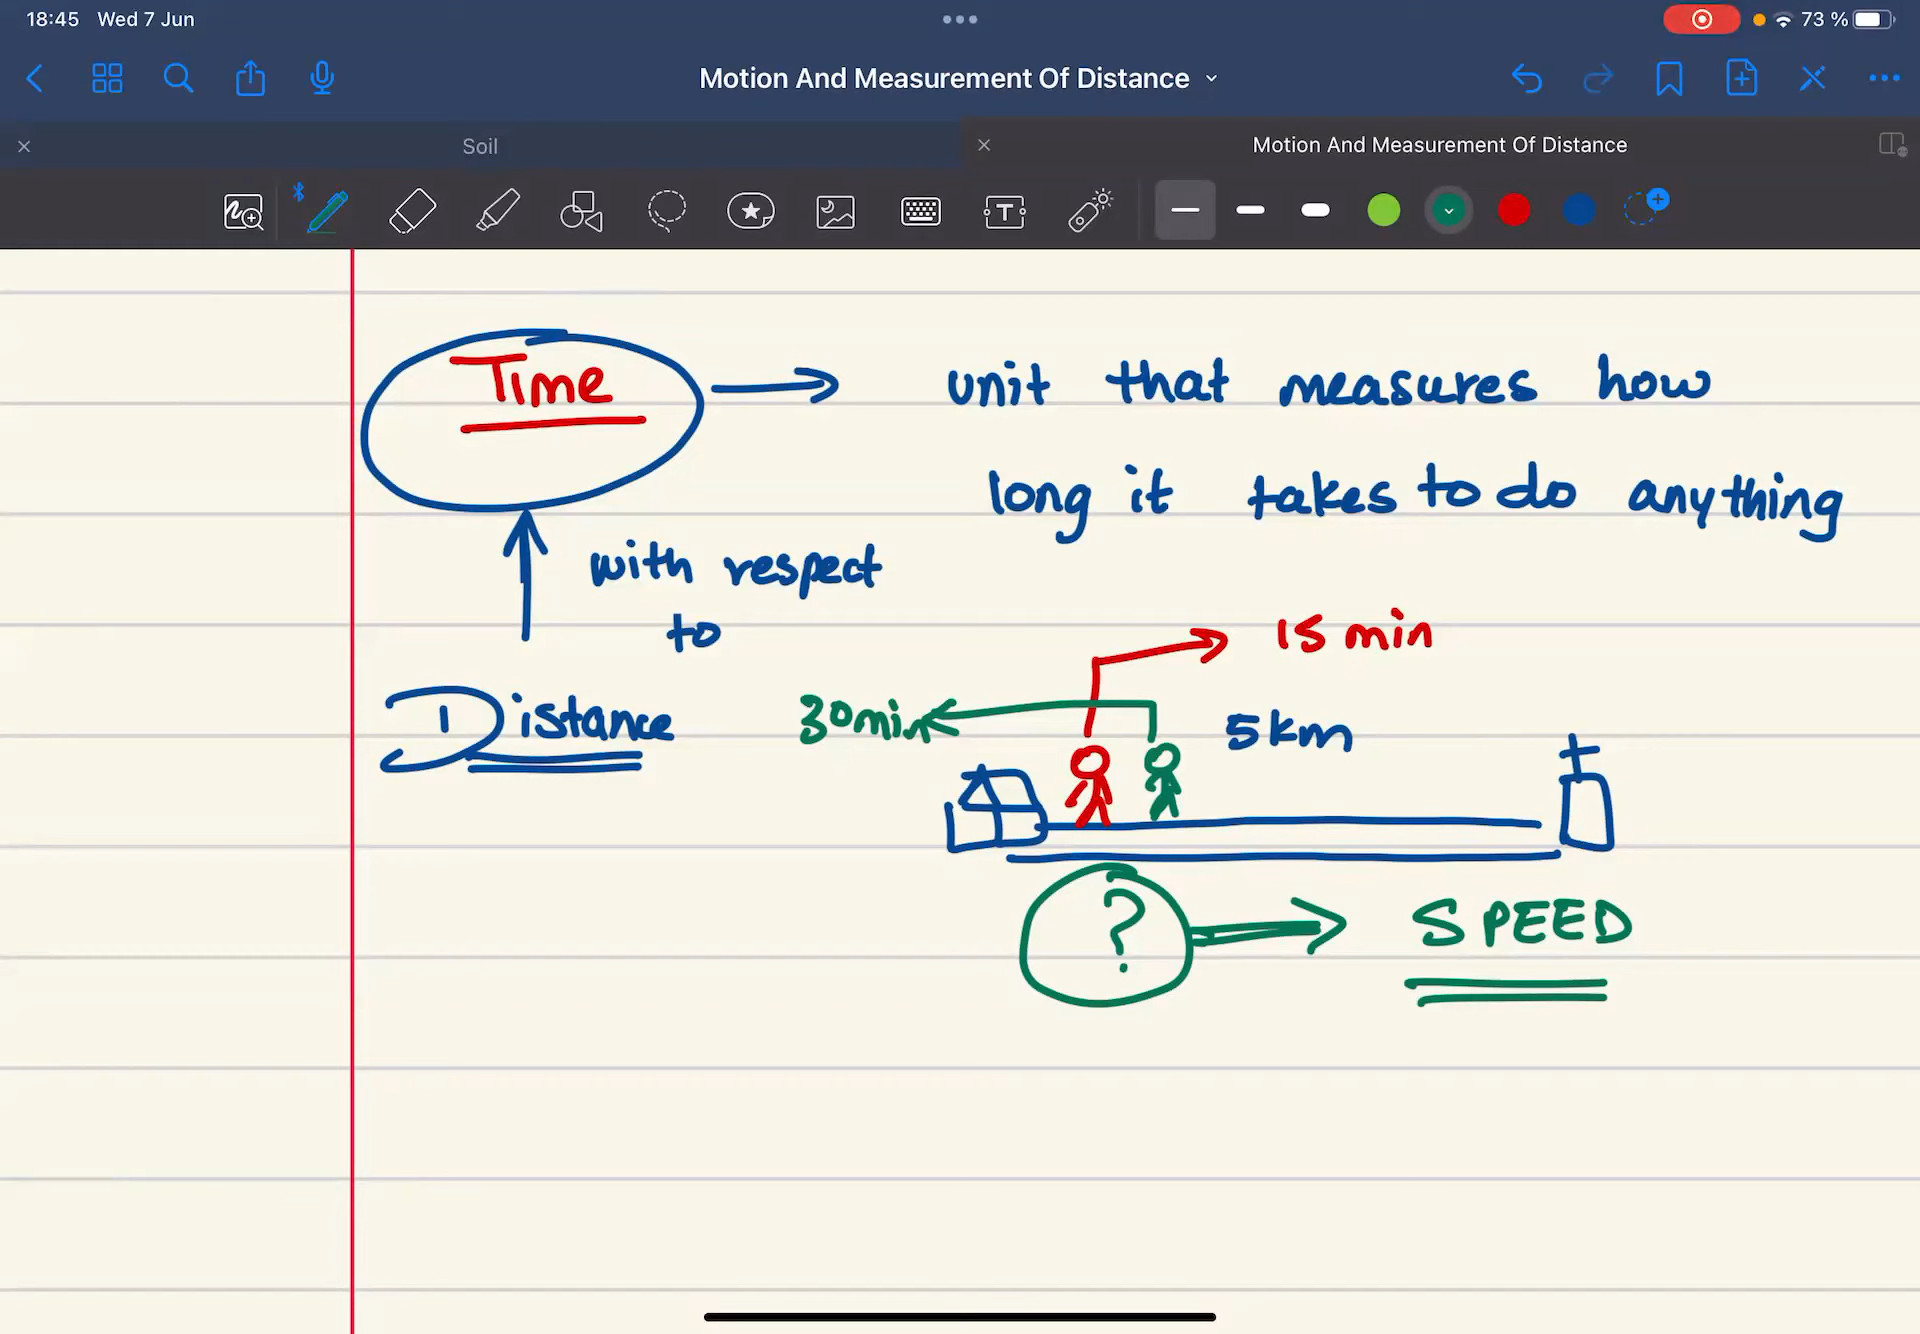 18:45 Wed 7 Jun
73 %
Motion And Measurement Of Distance
Soil
Motion And Measurement Of Distance
T
Time
unit that measures how
long it takes to do anything
with respect
to
15 min
Distance
30min
5km
?
SPEED